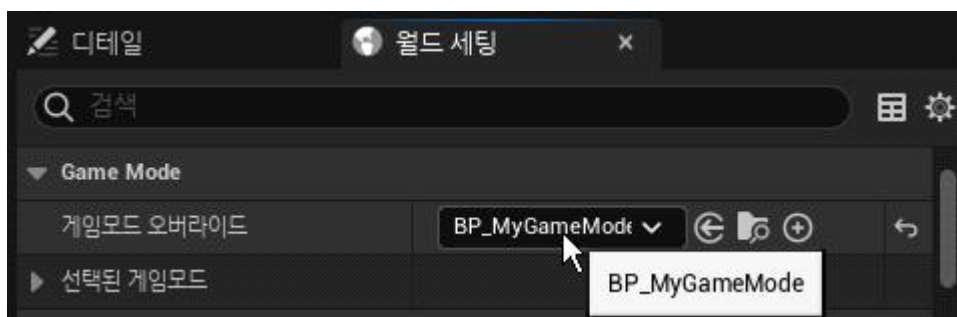 디테일
월드 세팅
검색
Game Mode
게임모드 오버라이드
BP_MyGameMode
선택된 게임모드
BP_MyGameMode